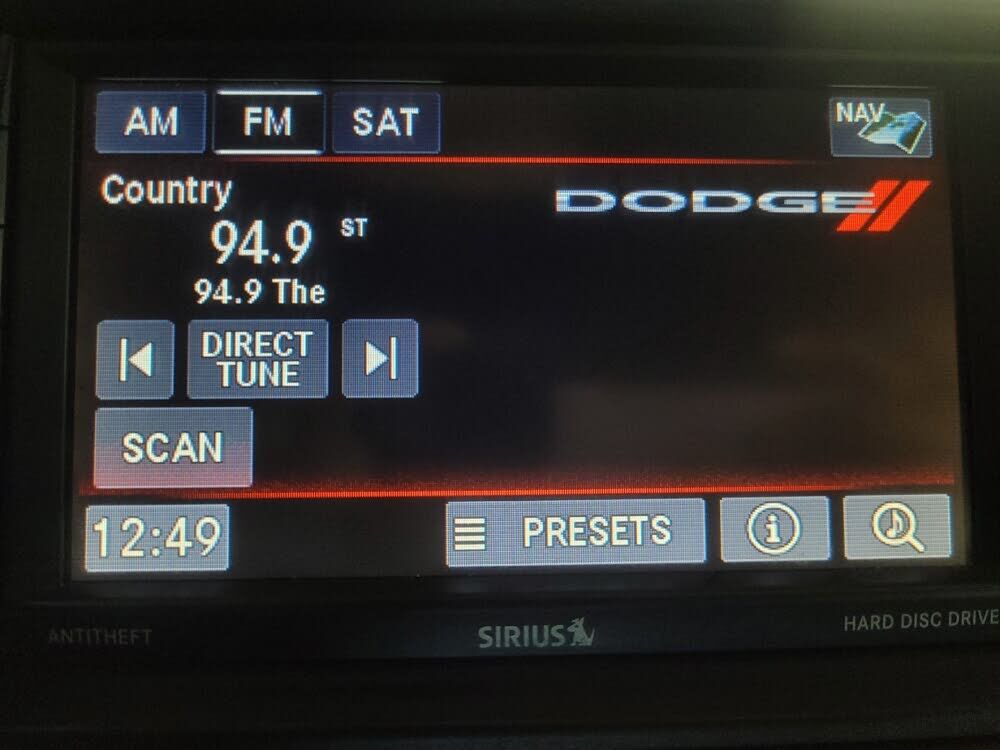 AM FM SAT NAV
Country
DODGE
94.9 ST
94.9 The
DIRECT
TUNE
SCAN
12:49 PRESETS i
ANTITHEFT SIRIUS HARD DISC DRIVE